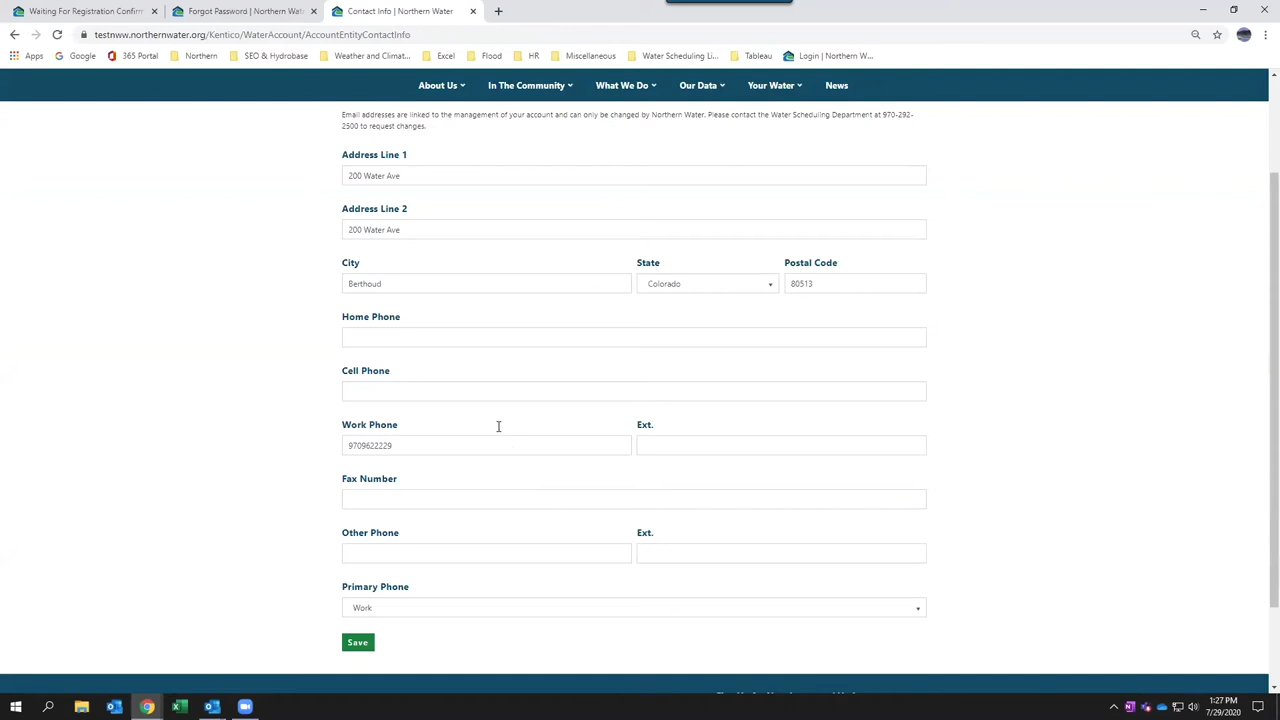 Waiting For Registration Confirm
Forgot Password | Northern Wat
Contact Info | Northern Water
testnww.northernwater.org/Kentico/WaterAccount/AccountEntityContactInfo
Apps Google 365 Portal Northern SEO & Hydrobase Weather and Climat... Excel Flood HR Miscellaneous Water Scheduling Li... Tableau Login | Northern W...
About Us In The Community What We Do Our Data Your Water News
Email addresses are linked to the management of your account and can only be changed by Northern Water. Please contact the Water Scheduling Department at 970-292-
2500 to request changes.
Address Line 1
200 Water Ave
Address Line 2
200 Water Ave
City State Postal Code
Berthoud Colorado 80513
Home Phone
Cell Phone
Work Phone Ext.
9709622229
Fax Number
Other Phone Ext.
Primary Phone
Work
Save
1:27 PM
7/29/2020